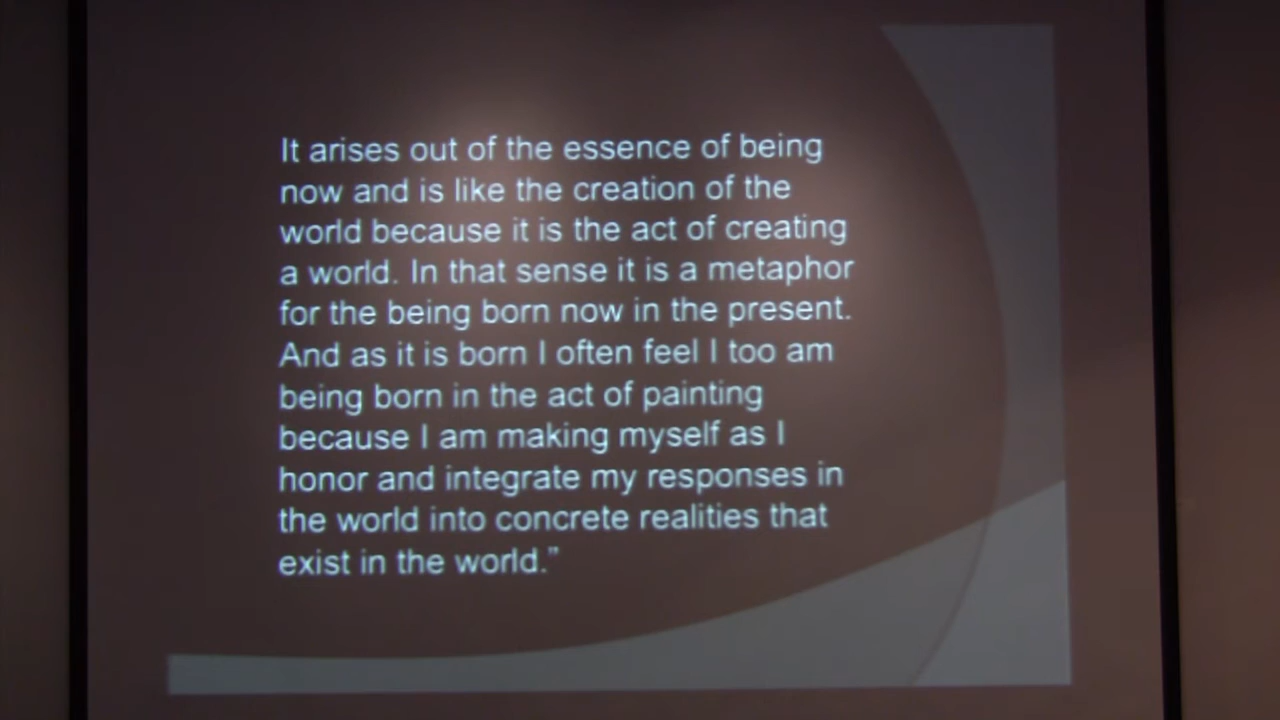 It arises out of the essence of being
now and is like the creation of the
world because it is the act of creating
a world. In that sense it is a metaphor
for the being born now in the present.
And as it is born I often feel I too am
being born in the act of painting
because I am making myself as I
honor and integrate my responses in
the world into concrete realities that
exist in the world.”